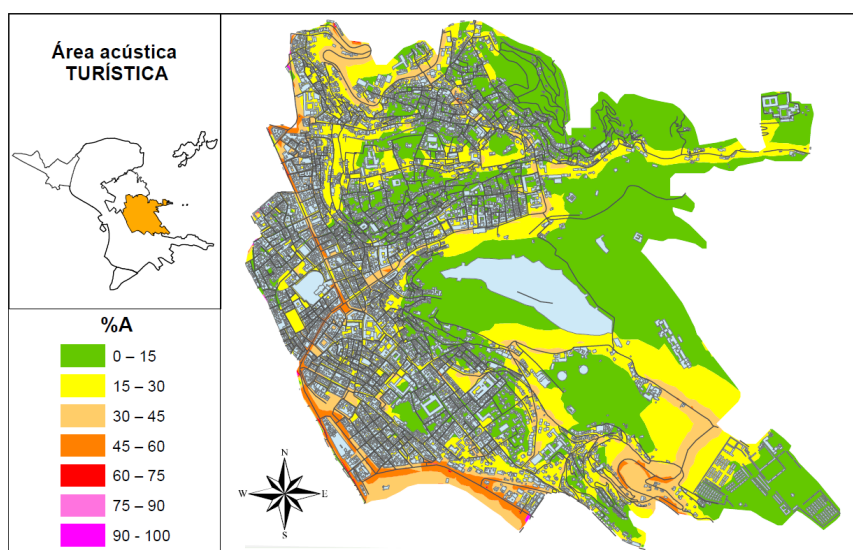 Área acústica
TURÍSTICA
%A
0 – 15
15 – 30
30 – 45
45 – 60
60 – 75
75 – 90
90 - 100
N
W
E
S